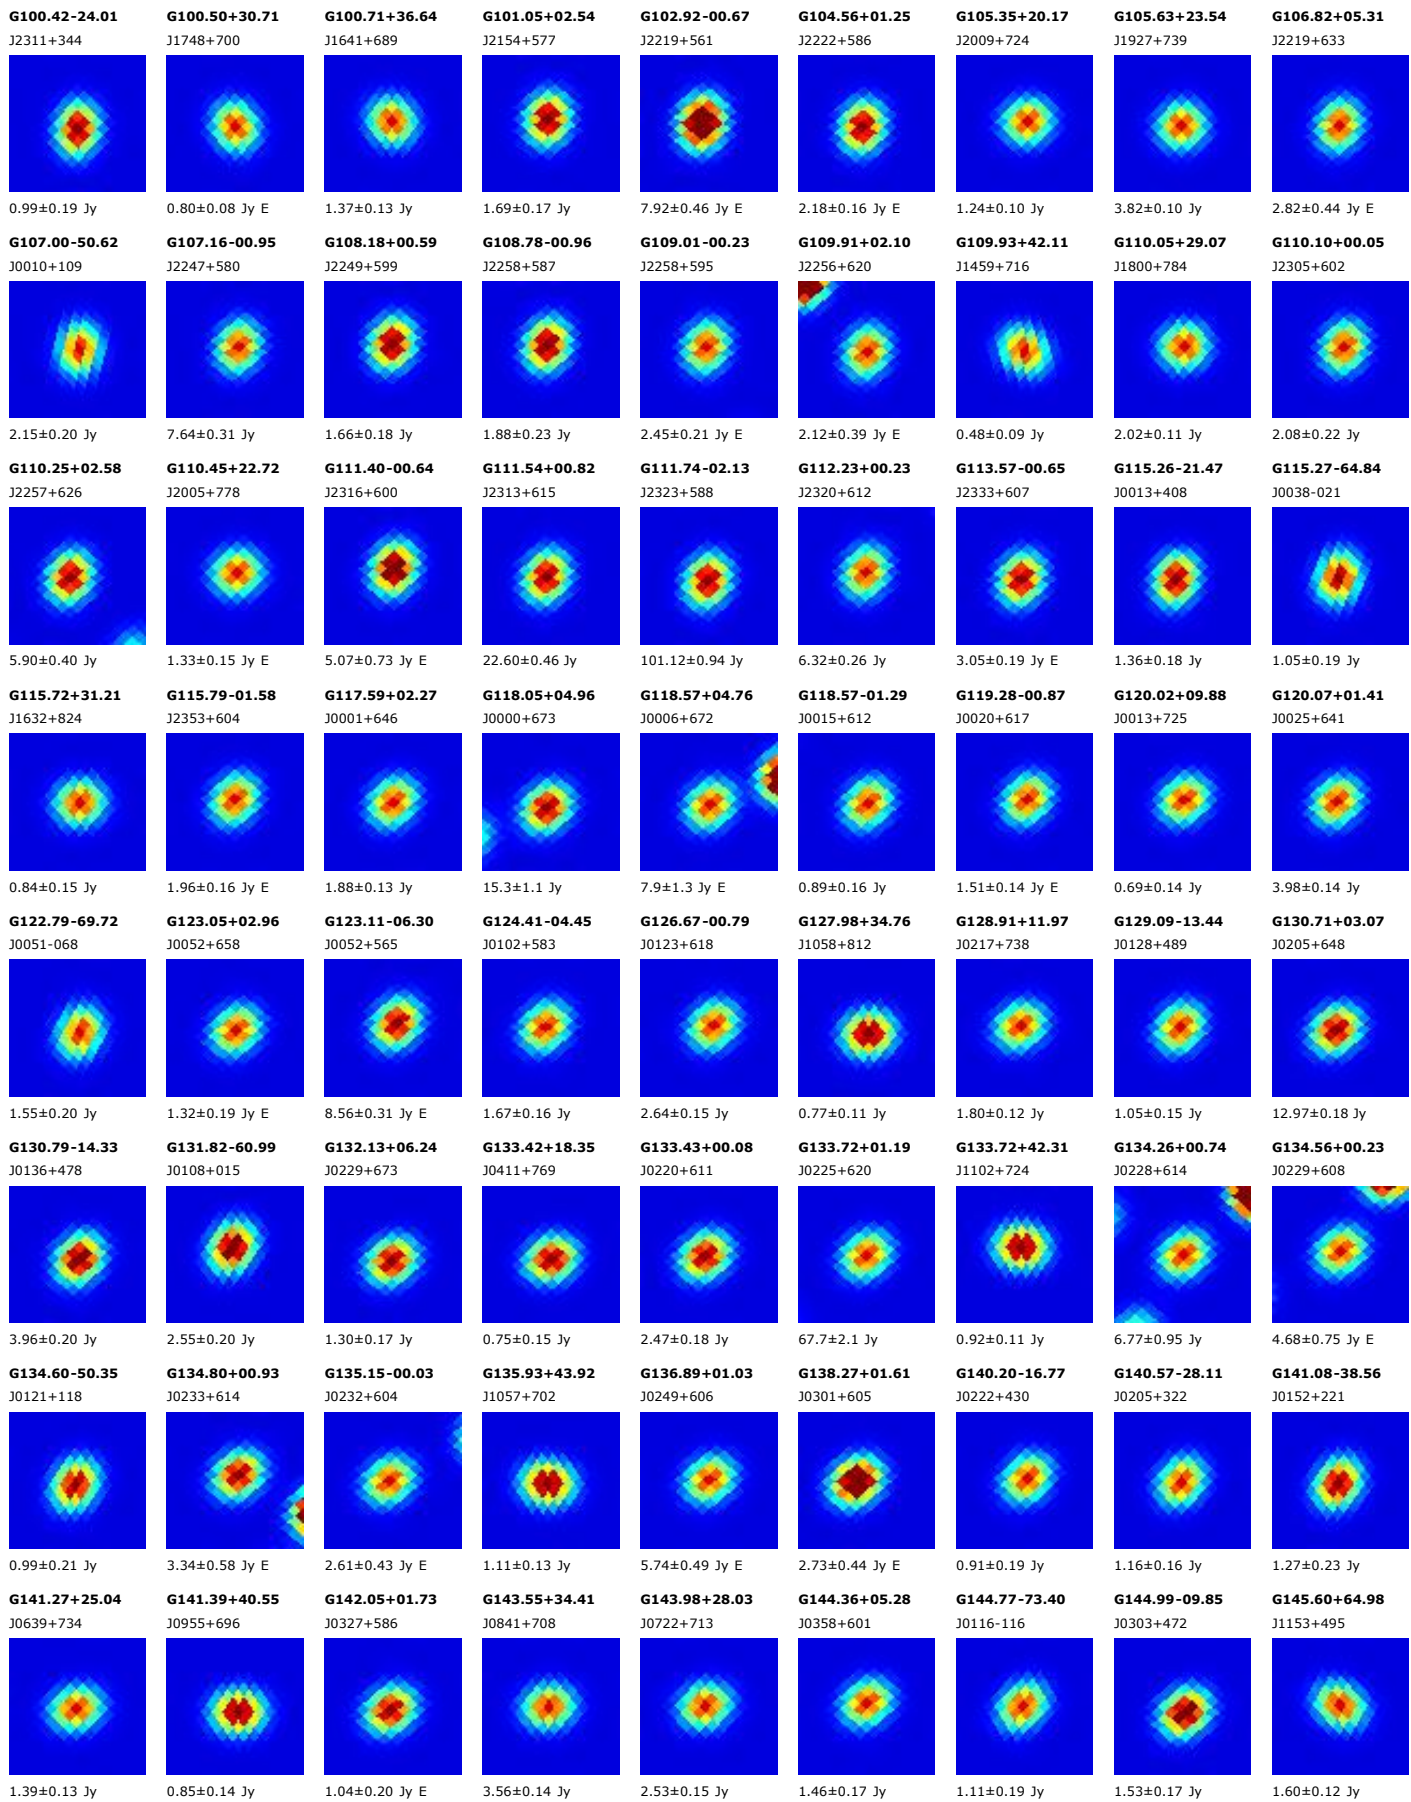 G100.42-24.01 G100.50+30.71 G100.71+36.64 G101.05+02.54 G102.92-00.67 G104.56+01.25 G105.35+20.17 G105.63+23.54 G106.82+05.31
J2311+344 J1748+700 J1641+689 J2154+577 J2219+561 J2222+586 J2009+724 J1927+739 J2219+633
0.99±0.19 Jy 0.80±0.08 Jy E 1.37±0.13 Jy 1.69±0.17 Jy 7.92±0.46 Jy E 2.18±0.16 Jy E 1.24±0.10 Jy 3.82±0.10 Jy 2.82±0.44 Jy E
G107.00-50.62 G107.16-00.95 G108.18+00.59 G108.78-00.96 G109.01-00.23 G109.91+02.10 G109.93+42.11 G110.05+29.07 G110.10+00.05
J0010+109 J2247+580 J2249+599 J2258+587 J2258+595 J2256+620 J1459+716 J1800+784 J2305+602
2.15±0.20 Jy 7.64±0.31 Jy 1.66±0.18 Jy 1.88±0.23 Jy 2.45±0.21 Jy E 2.12±0.39 Jy E 0.48±0.09 Jy 2.02±0.11 Jy 2.08±0.22 Jy
G110.25+02.58 G110.45+22.72 G111.40-00.64 G111.54+00.82 G111.74-02.13 G112.23+00.23 G113.57-00.65 G115.26-21.47 G115.27-64.84
J2257+626 J2005+778 J2316+600 J2313+615 J2323+588 J2320+612 J2333+607 J0013+408 J0038-021
5.90±0.40 Jy 1.33±0.15 Jy E 5.07±0.73 Jy E 22.60±0.46 Jy 101.12±0.94 Jy 6.32±0.26 Jy 3.05±0.19 Jy E 1.36±0.18 Jy 1.05±0.19 Jy
G115.72+31.21 G115.79-01.58 G117.59+02.27 G118.05+04.96 G118.57+04.76 G118.57-01.29 G119.28-00.87 G120.02+09.88 G120.07+01.41
J1632+824 J2353+604 J0001+646 J0000+673 J0006+672 J0015+612 J0020+617 J0013+725 J0025+641
0.84±0.15 Jy 1.96±0.16 Jy E 1.88±0.13 Jy 15.3±1.1 Jy 7.9±1.3 Jy E 0.89±0.16 Jy 1.51±0.14 Jy E 0.69±0.14 Jy 3.98±0.14 Jy
G122.79-69.72 G123.05+02.96 G123.11-06.30 G124.41-04.45 G126.67-00.79 G127.98+34.76 G128.91+11.97 G129.09-13.44 G130.71+03.07
J0051-068 J0052+658 J0052+565 J0102+583 J0123+618 J1058+812 J0217+738 J0128+489 J0205+648
1.55±0.20 Jy 1.32±0.19 Jy E 8.56±0.31 Jy E 1.67±0.16 Jy 2.64±0.15 Jy 0.77±0.11 Jy 1.80±0.12 Jy 1.05±0.15 Jy 12.97±0.18 Jy
G130.79-14.33 G131.82-60.99 G132.13+06.24 G133.42+18.35 G133.43+00.08 G133.72+01.19 G133.72+42.31 G134.26+00.74 G134.56+00.23
J0136+478 J0108+015 J0229+673 J0411+769 J0220+611 J0225+620 J1102+724 J0228+614 J0229+608
3.96±0.20 Jy 2.55±0.20 Jy 1.30±0.17 Jy 0.75±0.15 Jy 2.47±0.18 Jy 67.7±2.1 Jy 0.92±0.11 Jy 6.77±0.95 Jy 4.68±0.75 Jy E
G134.60-50.35 G134.80+00.93 G135.15-00.03 G135.93+43.92 G136.89+01.03 G138.27+01.61 G140.20-16.77 G140.57-28.11 G141.08-38.56
J0121+118 J0233+614 J0232+604 J1057+702 J0249+606 J0301+605 J0222+430 J0205+322 J0152+221
0.99±0.21 Jy 3.34±0.58 Jy E 2.61±0.43 Jy E 1.11±0.13 Jy 5.74±0.49 Jy E 2.73±0.44 Jy E 0.91±0.19 Jy 1.16±0.16 Jy 1.27±0.23 Jy
G141.27+25.04 G141.39+40.55 G142.05+01.73 G143.55+34.41 G143.98+28.03 G144.36+05.28 G144.77-73.40 G144.99-09.85 G145.60+64.98
J0639+734 J0955+696 J0327+586 J0841+708 J0722+713 J0358+601 J0116-116 J0303+472 J1153+495
1.39±0.13 Jy 0.85±0.14 Jy 1.04±0.20 Jy E 3.56±0.14 Jy 2.53±0.15 Jy 1.46±0.17 Jy 1.11±0.19 Jy 1.53±0.17 Jy 1.60±0.12 Jy